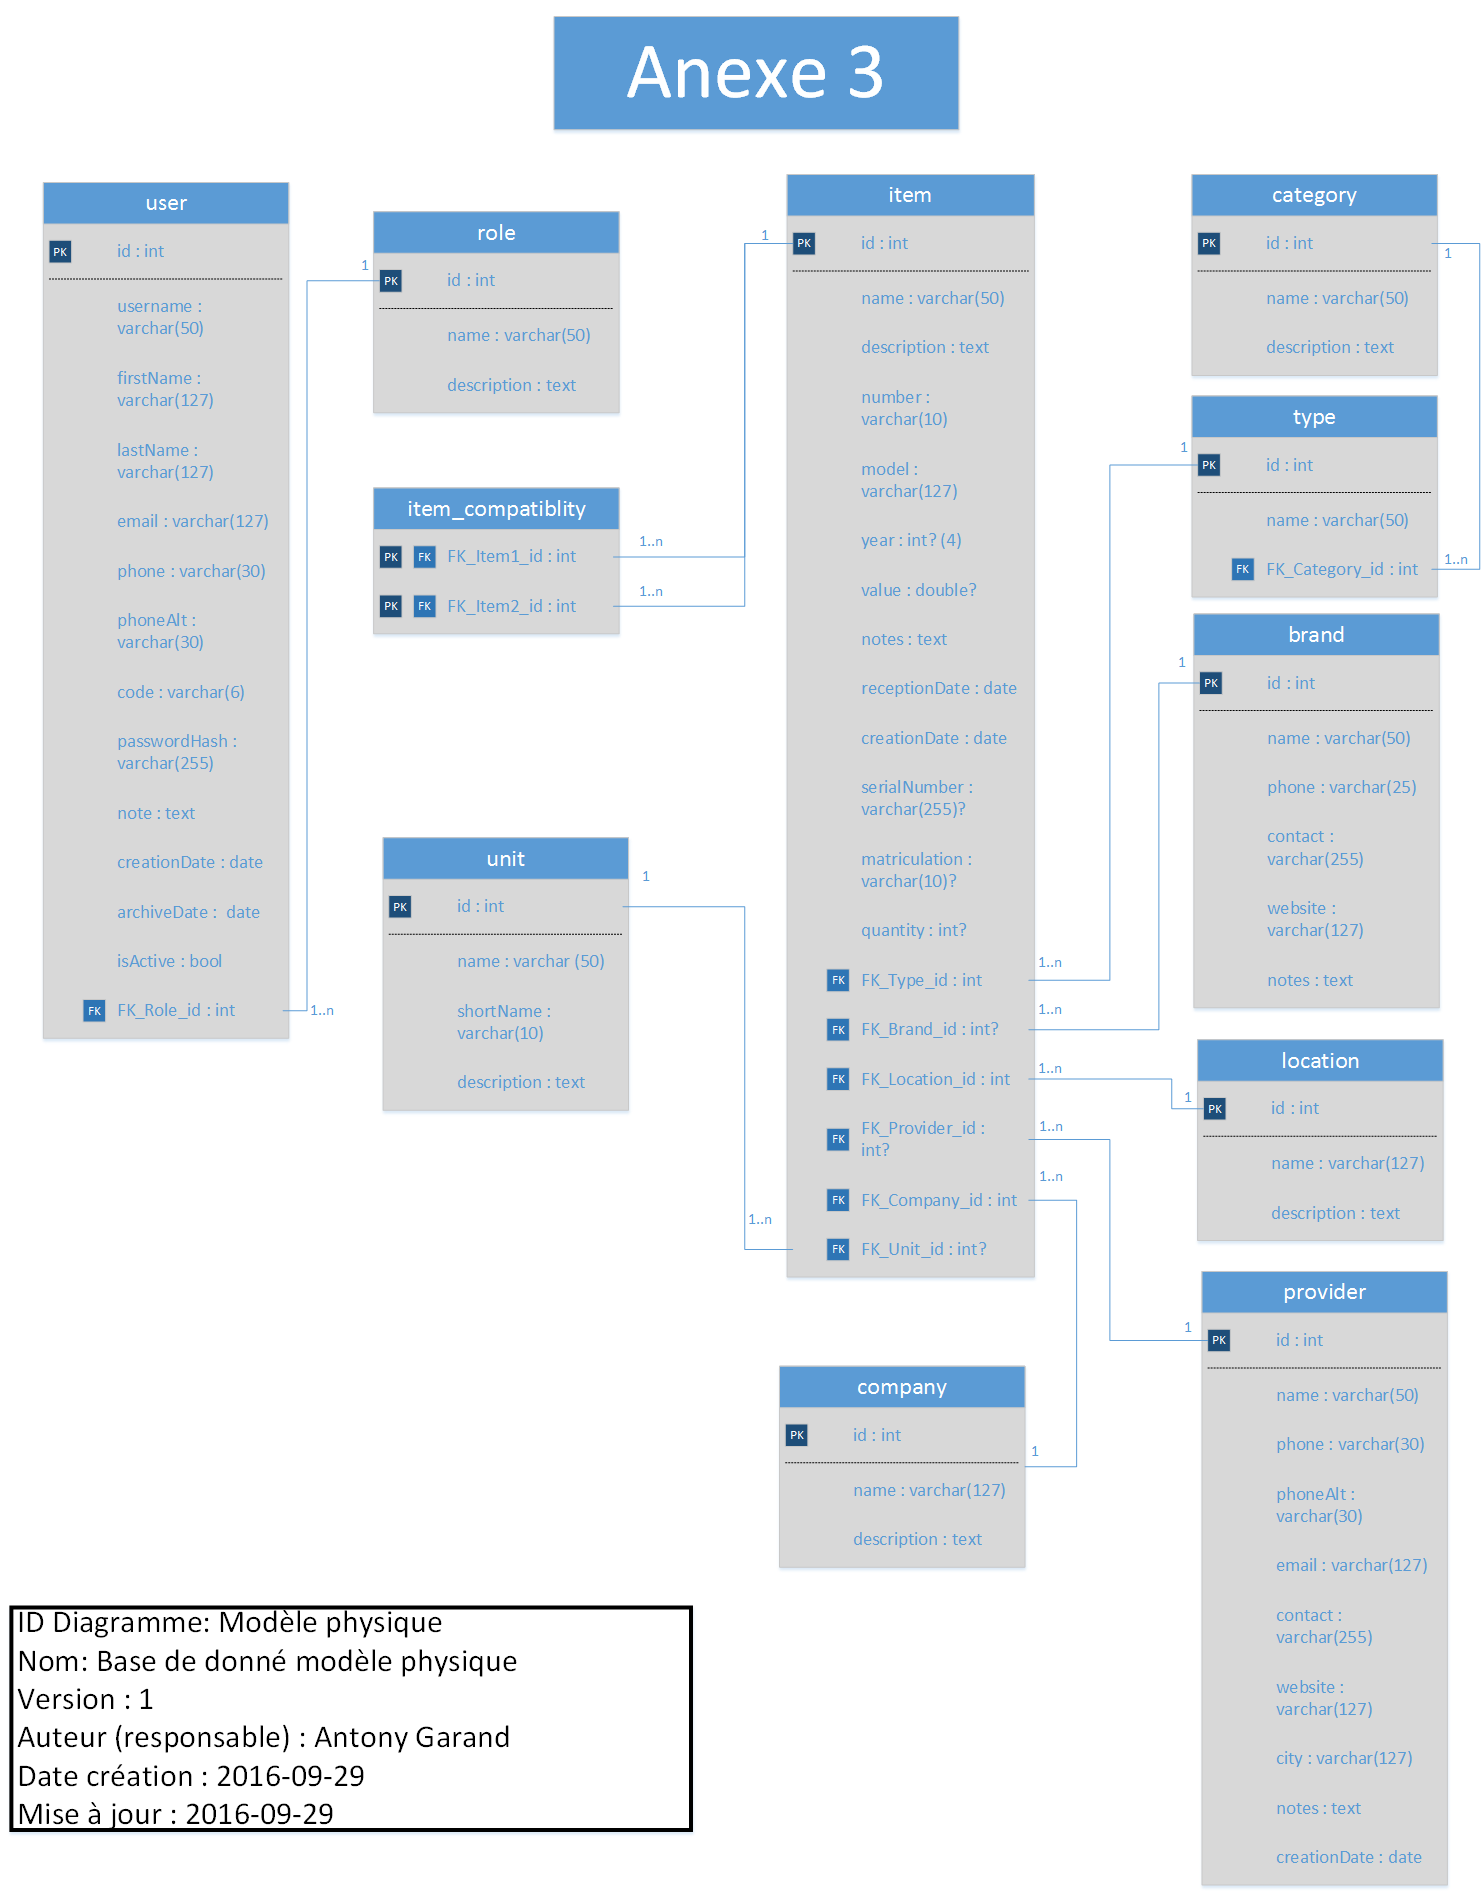 Anexe 3
user
PK
id : int
username :
varchar(50)
firstName :
varchar(127)
lastName :
varchar(127)
email : varchar(127)
phone : varchar(30)
phoneAlt :
varchar(30)
code : varchar(6)
passwordHash :
varchar(255)
note : text
creationDate : date
archiveDate :  date
isActive : bool
FK
FK_Role_id : int
1..n
1
role
PK
id : int
name : varchar(50)
description : text
item_compatiblity
PK
FK
FK_Item1_id : int
1..n
PK
FK
FK_Item2_id : int
1..n
unit
1
PK
id : int
name : varchar (50)
shortName :
varchar(10)
description : text
1..n
item
1
PK
id : int
name : varchar(50)
description : text
number :
varchar(10)
model :
varchar(127)
year : int? (4)
value : double?
notes : text
receptionDate : date
creationDate : date
serialNumber :
varchar(255)?
matriculation :
varchar(10)?
quantity : int?
FK
FK_Type_id : int
1..n
FK
FK_Brand_id : int?
1..n
FK
FK_Location_id : int
1..n
FK
FK_Provider_id :
int?
1..n
FK
FK_Company_id : int
1..n
FK
FK_Unit_id : int?
company
PK
id : int
1
name : varchar(127)
description : text
category
PK
id : int
1
name : varchar(50)
description : text
type
1
PK
id : int
name : varchar(50)
FK
FK_Category_id : int
1..n
brand
1
PK
id : int
name : varchar(50)
phone : varchar(25)
contact :
varchar(255)
website :
varchar(127)
notes : text
location
1
PK
id : int
name : varchar(127)
description : text
provider
1
PK
id : int
name : varchar(50)
phone : varchar(30)
phoneAlt :
varchar(30)
email : varchar(127)
contact :
varchar(255)
website :
varchar(127)
city : varchar(127)
notes : text
creationDate : date
ID Diagramme: Modèle physique
Nom: Base de donné modèle physique
Version : 1
Auteur (responsable) : Antony Garand
Date création : 2016-09-29
Mise à jour : 2016-09-29